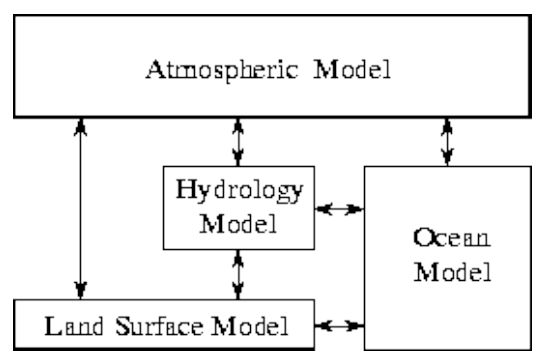 Atmospheric Model
Hydrology
Model
Ocean
Model
Land Surface Model